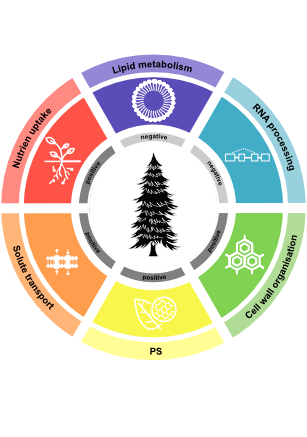 Lipid metabolism
RNA processing
Cell wall organisation
PS
Solute transport
Nutrien uptake
negative
negative
positive
positive
positive
positive